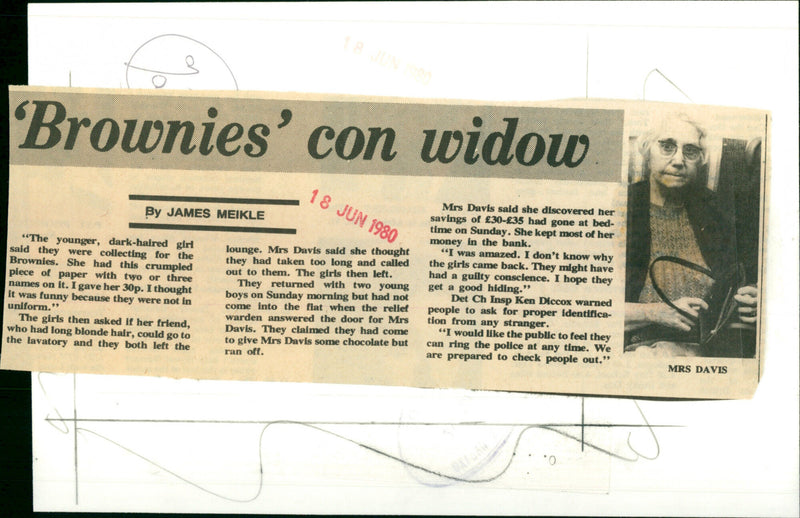 18 JUN 1980
'Brownies' con widow
By JAMES MEIKLE
18 JUN 1980
"The younger, dark-haired girl
said they were collecting for the
Brownies. She had this crumpled
piece of paper with two or three
names on it. I gave her 30p. I thought
it was funny because they were not in
uniform."
The girls then asked if her friend,
who had long blonde hair, could go to
the lavatory and they both left the
lounge. Mrs Davis said she thought
they had taken too long and called
out to them. The girls then left.
They returned with two young
boys on Sunday morning but had not
come into the flat when the relief
warden answered the door for Mrs
Davis. They claimed they had come
to give Mrs Davis some chocolate but
ran off.
Mrs Davis said she discovered her
savings of £30-£35 had gone at bed-
time on Sunday. She kept most of her
money in the bank.
"I was amazed. I don't know why
the girls came back. They might have
had a guilty conscience. I hope they
get a good hiding."
Det Ch Insp Ken Diccox warned
people to ask for proper identifica-
tion from any stranger.
"I would like the public to feel they
can ring the police at any time. We
are prepared to check people out."
MRS DAVIS